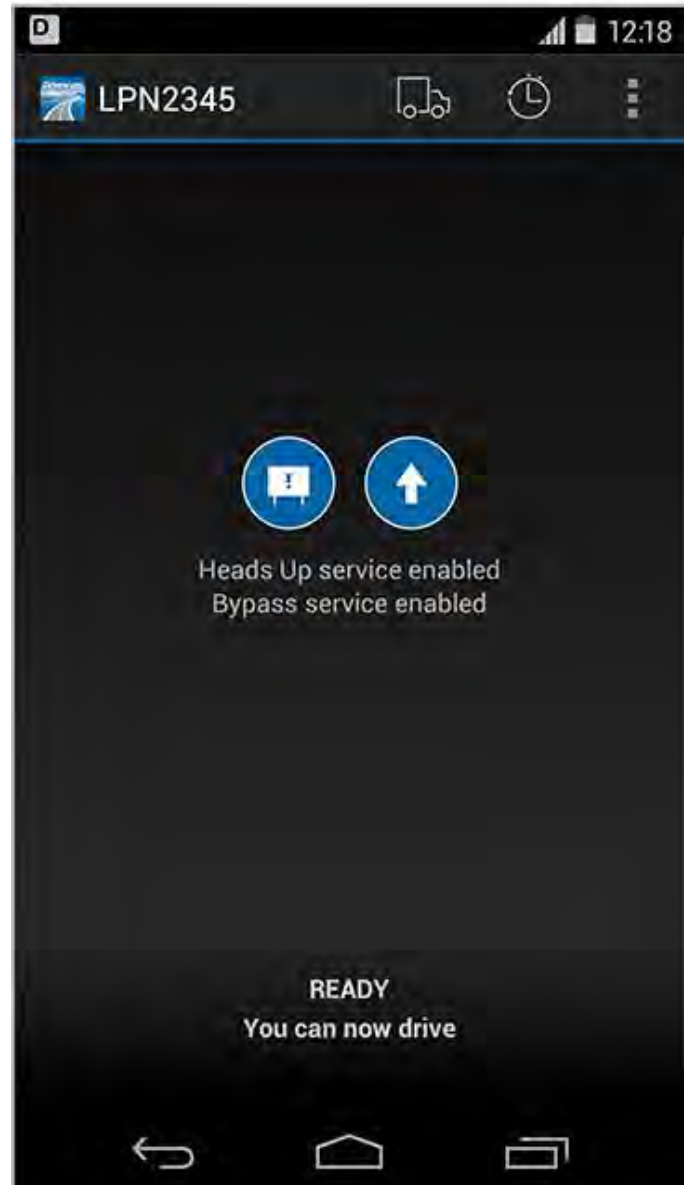 D
12:18
LPN2345
!
Heads Up service enabled
Bypass service enabled
READY
You can now drive